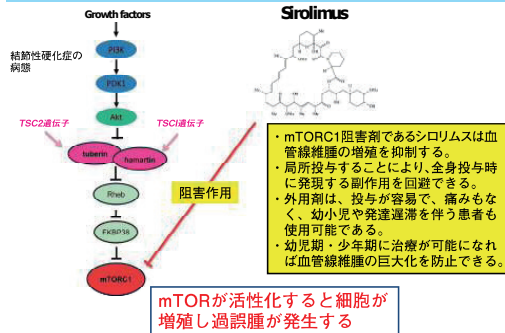 Growth factors
Sirolimus
結節性硬化症の
病態
PI3K
PDK1
Akt
TSC2遺伝子
TSCI遺伝子
tuberin
hamartin
Rheb
FKBP38
mTORC1
阻害作用
・mTORC1阻害剤であるシロリムスは血
管線維腫の増殖を抑制する。
・局所投与することにより、全身投与時
に発現する副作用を回避できる。
・外用剤は、投与が容易で、痛みもな
く、幼小児や発達遅滞を伴う患者も
使用可能である。
・幼児期・少年期に治療が可能になれ
ば血管線維腫の巨大化を防止できる。
mTORが活性化すると細胞が
増殖し過誤腫が発生する